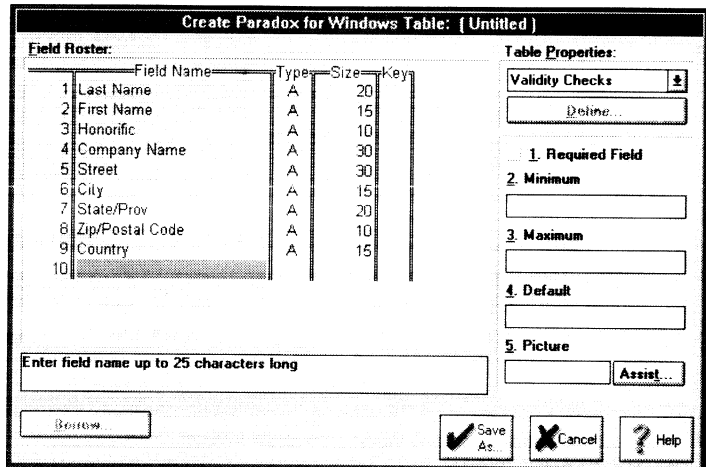 Create Paradox for Windows Table: [ Untitled ]
Field Roster:
Field Name Type Size Key
1 Last Name A 20
2 First Name A 15
3 Honorific A 10
4 Company Name A 30
5 Street A 30
6 City A 15
7 State/Prov A 20
8 Zip/Postal Code A 10
9 Country A 15
10
Enter field name up to 25 characters long
Borrow...
Table Properties:
Validity Checks
Define...
1. Required Field
2. Minimum
3. Maximum
4. Default
5. Picture
Assist...
Save As...
Cancel
? Help